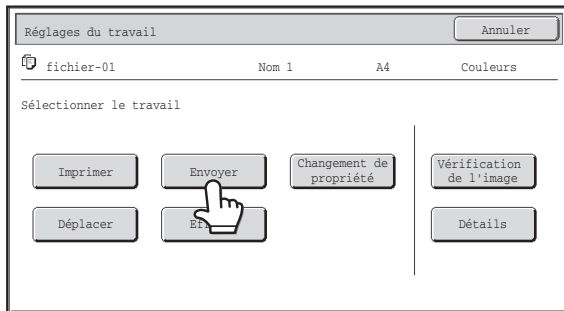 Réglages du travail
Annuler
fichier-01 Nom 1 A4 Couleurs
Sélectionner le travail
Imprimer
Envoyer
Changement de
propriété
Vérification
de l'image
Déplacer
Détails